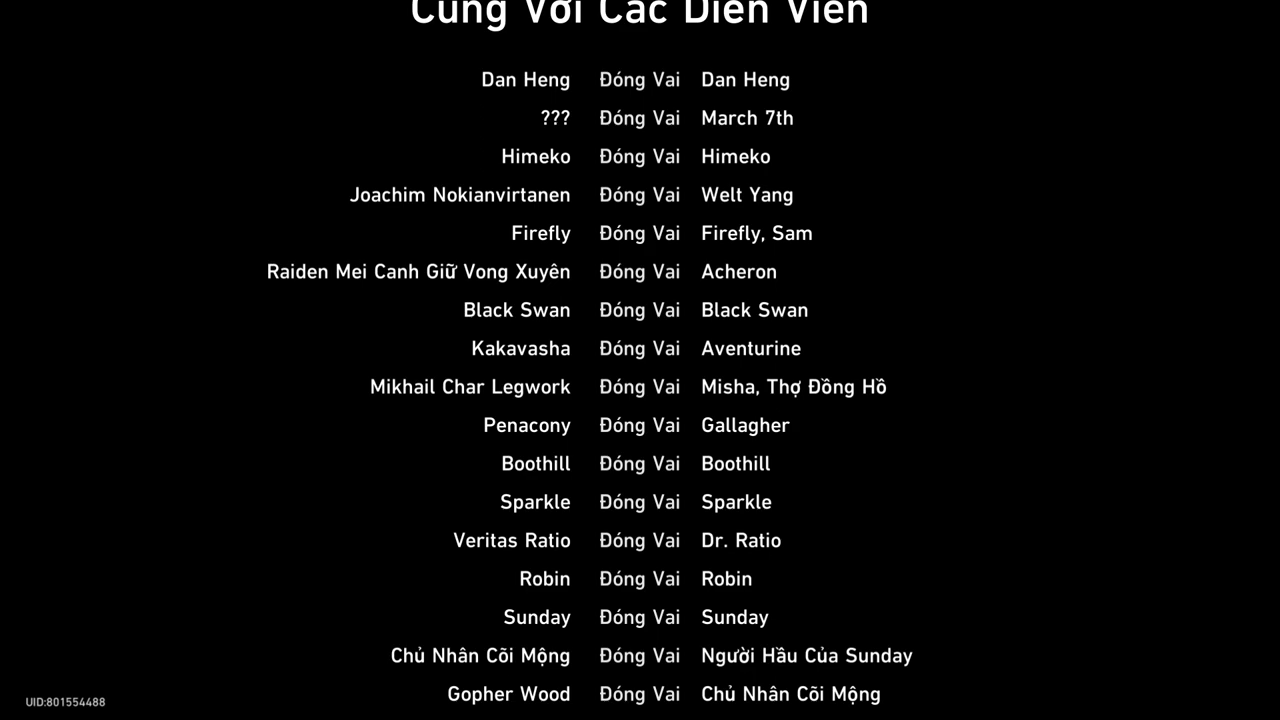 Cùng Với Các Diễn Viên
Dan Heng Đóng Vai Dan Heng
??? Đóng Vai March 7th
Himeko Đóng Vai Himeko
Joachim Nokianvirtanen Đóng Vai Welt Yang
Firefly Đóng Vai Firefly, Sam
Raiden Mei Canh Giữ Vong Xuyên Đóng Vai Acheron
Black Swan Đóng Vai Black Swan
Kakavasha Đóng Vai Aventurine
Mikhail Char Legwork Đóng Vai Misha, Thợ Đồng Hồ
Penacony Đóng Vai Gallagher
Boothill Đóng Vai Boothill
Sparkle Đóng Vai Sparkle
Veritas Ratio Đóng Vai Dr. Ratio
Robin Đóng Vai Robin
Sunday Đóng Vai Sunday
Chủ Nhân Cõi Mộng Đóng Vai Người Hầu Của Sunday
Gopher Wood Đóng Vai Chủ Nhân Cõi Mộng
UID:801554488